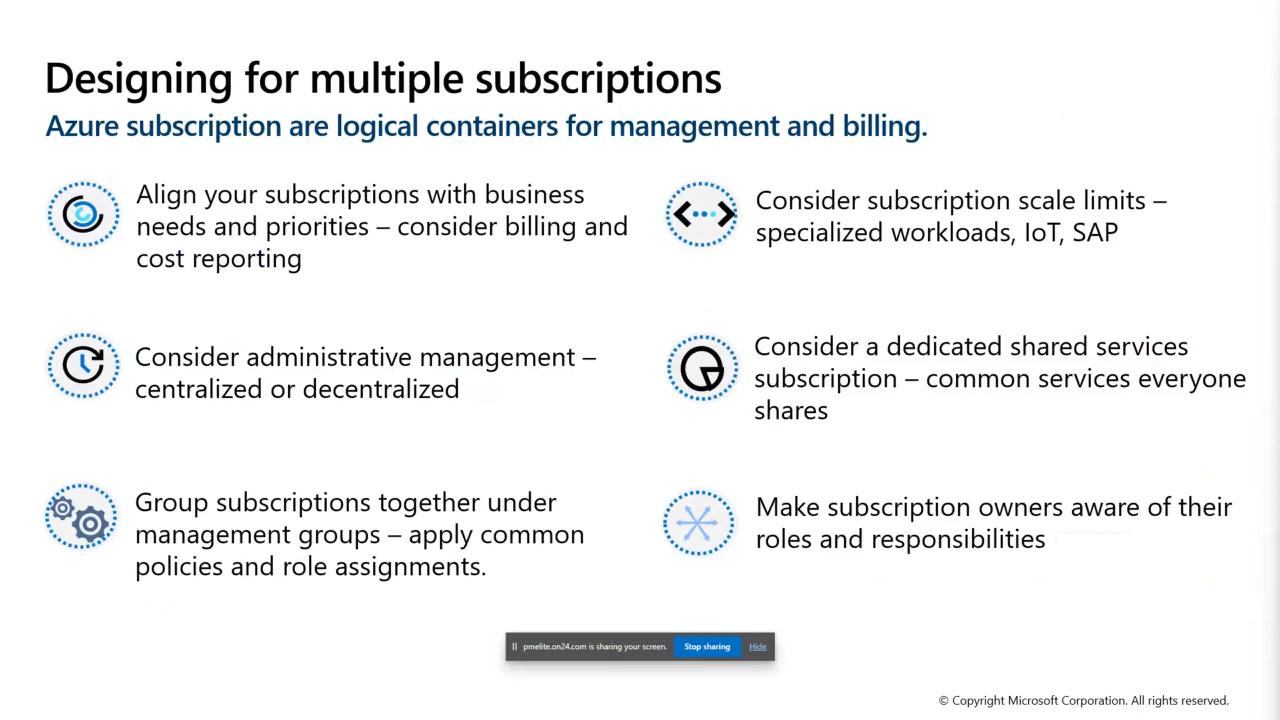 Designing for multiple subscriptions
Azure subscription are logical containers for management and billing.
Align your subscriptions with business
needs and priorities – consider billing and
cost reporting
Consider administrative management –
centralized or decentralized
Group subscriptions together under
management groups – apply common
policies and role assignments.
Consider subscription scale limits –
specialized workloads, IoT, SAP
Consider a dedicated shared services
subscription – common services everyone
shares
Make subscription owners aware of their
roles and responsibilities
pmelite.on24.com is sharing your screen. Stop sharing Hide
© Copyright Microsoft Corporation. All rights reserved.